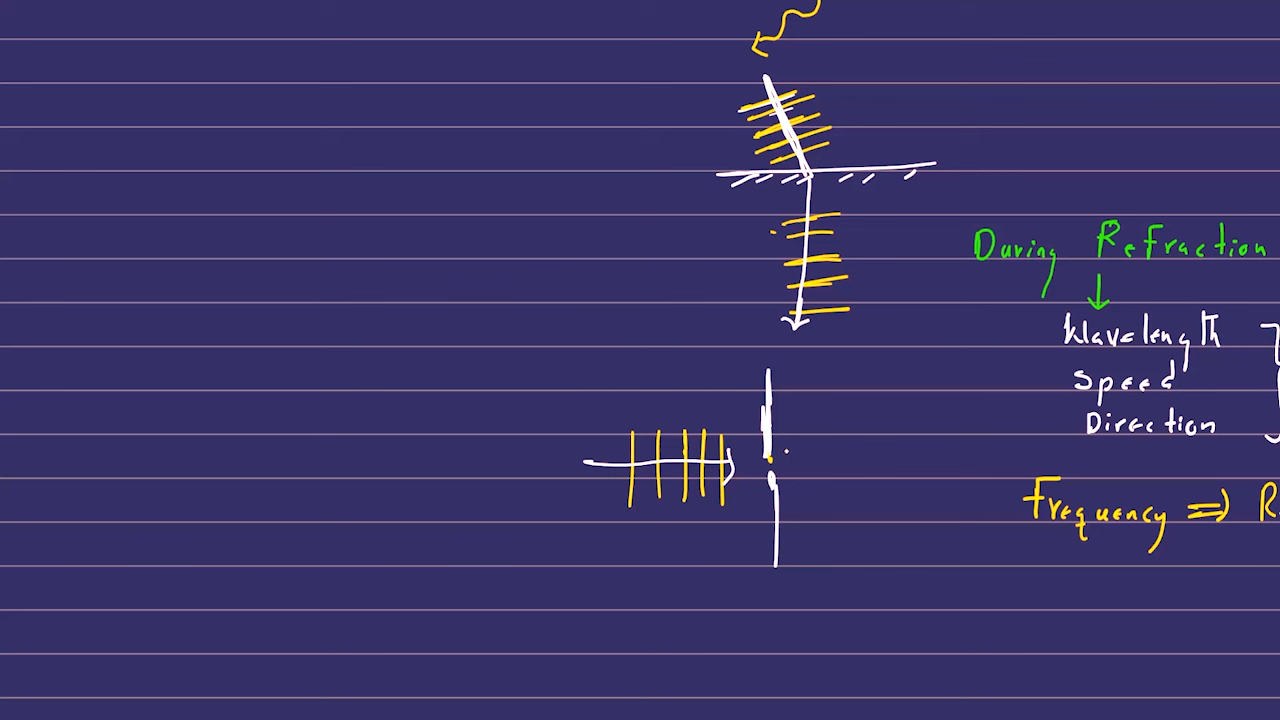 During Refraction
Wavelength
Speed
Direction
Frequency ⇒ R